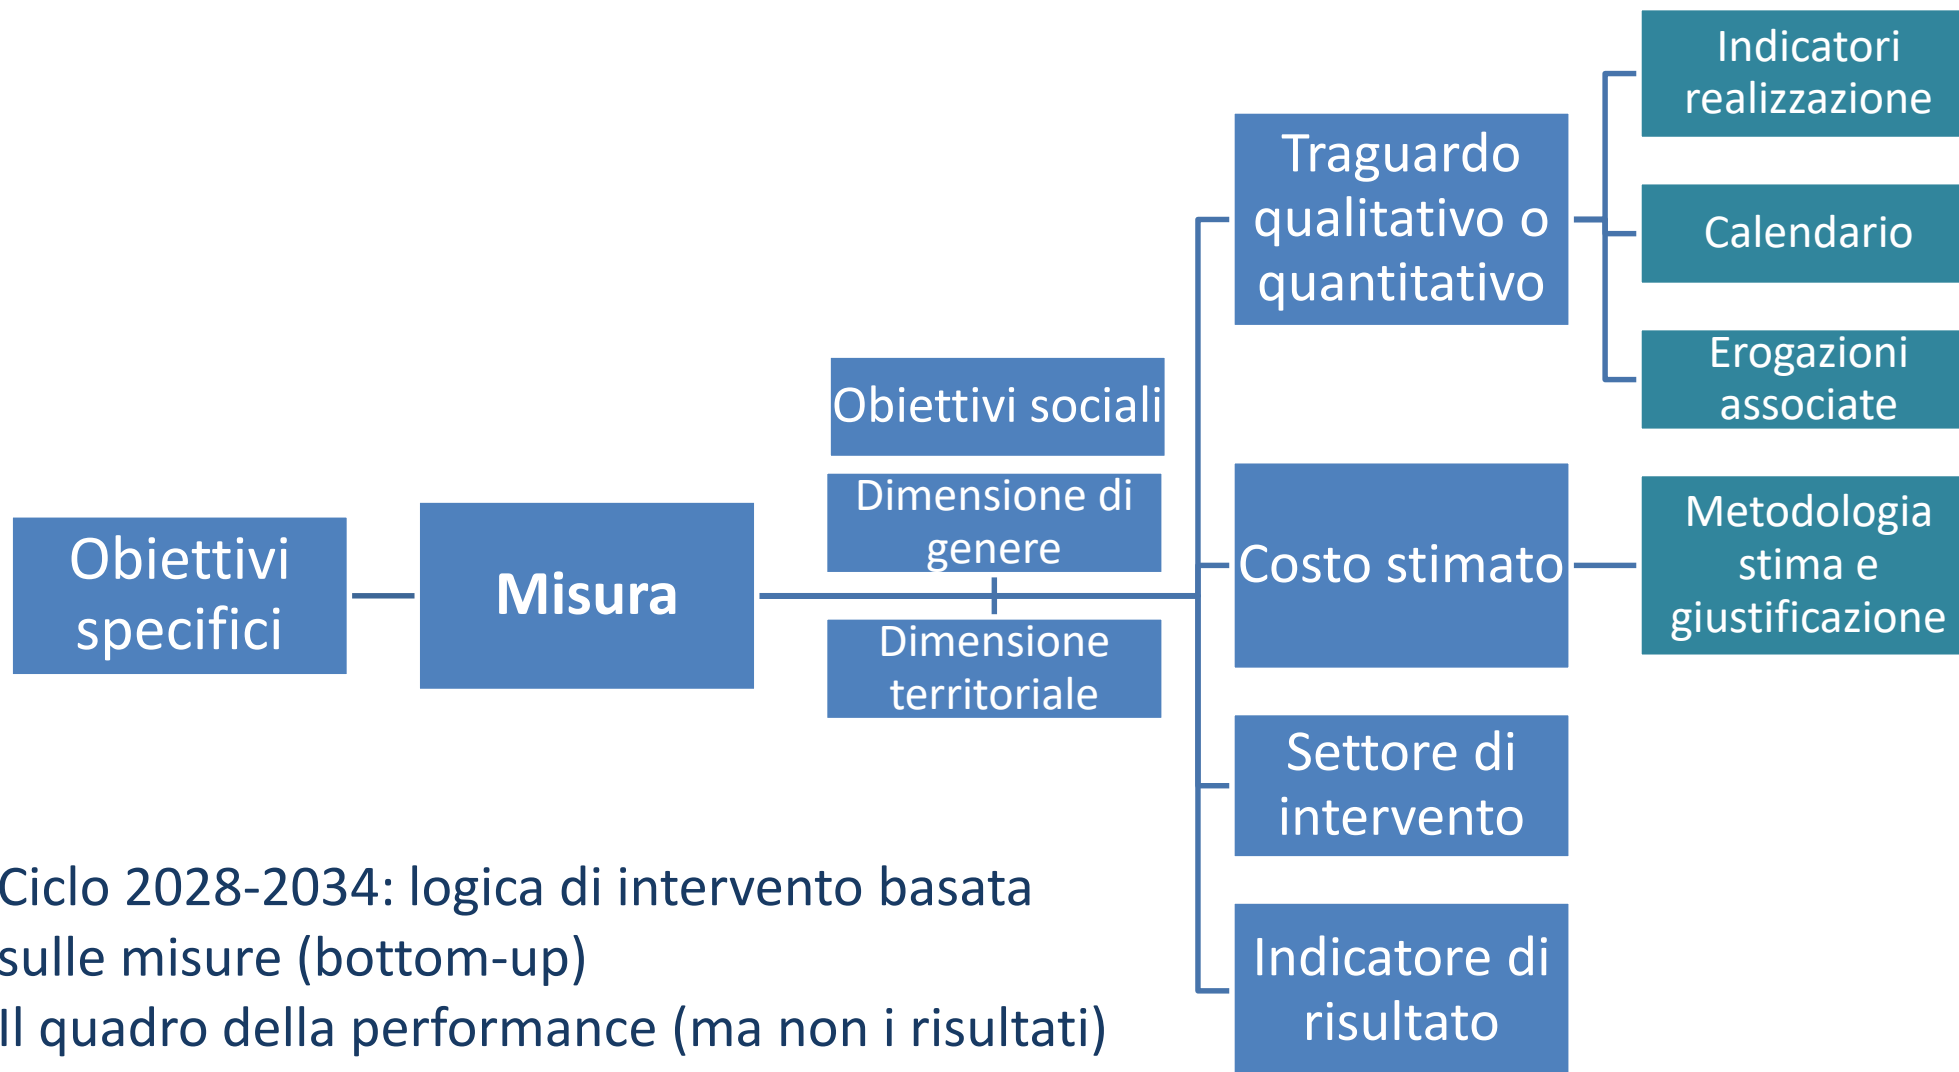 Obiettivi
specifici
Misura
Obiettivi sociali
Dimensione di
genere
Dimensione
territoriale
Traguardo
qualitativo o
quantitativo
Costo stimato
Settore di
intervento
Indicatore di
risultato
Indicatori
realizzazione
Calendario
Erogazioni
associate
Metodologia
stima e
giustificazione
Ciclo 2028-2034: logica di intervento basata
sulle misure (bottom-up)
Il quadro della performance (ma non i risultati)